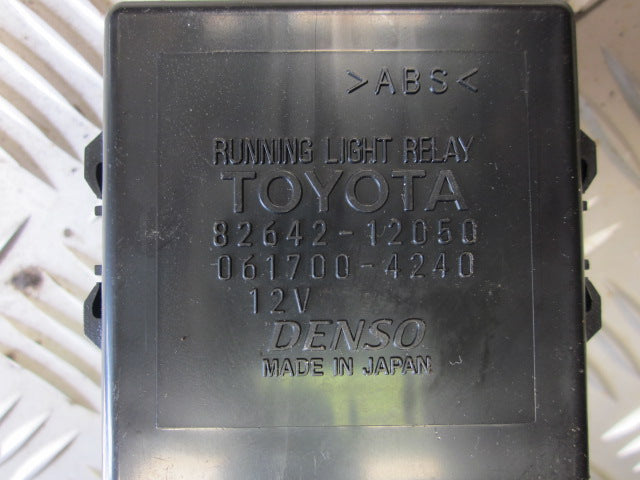 >ABS<
RUNNING LIGHT RELAY
TOYOTA
82642-12050
061700-4240
12V
DENSO
MADE IN JAPAN